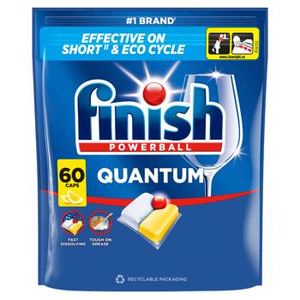 #1 BRAND†
EFFECTIVE ON
SHORT†† & ECO CYCLE
finish
POWERBALL
60
CAPS
QUANTUM
FAST
DISSOLVING
TOUGH ON
GREASE
RECYCLABLE PACKAGING